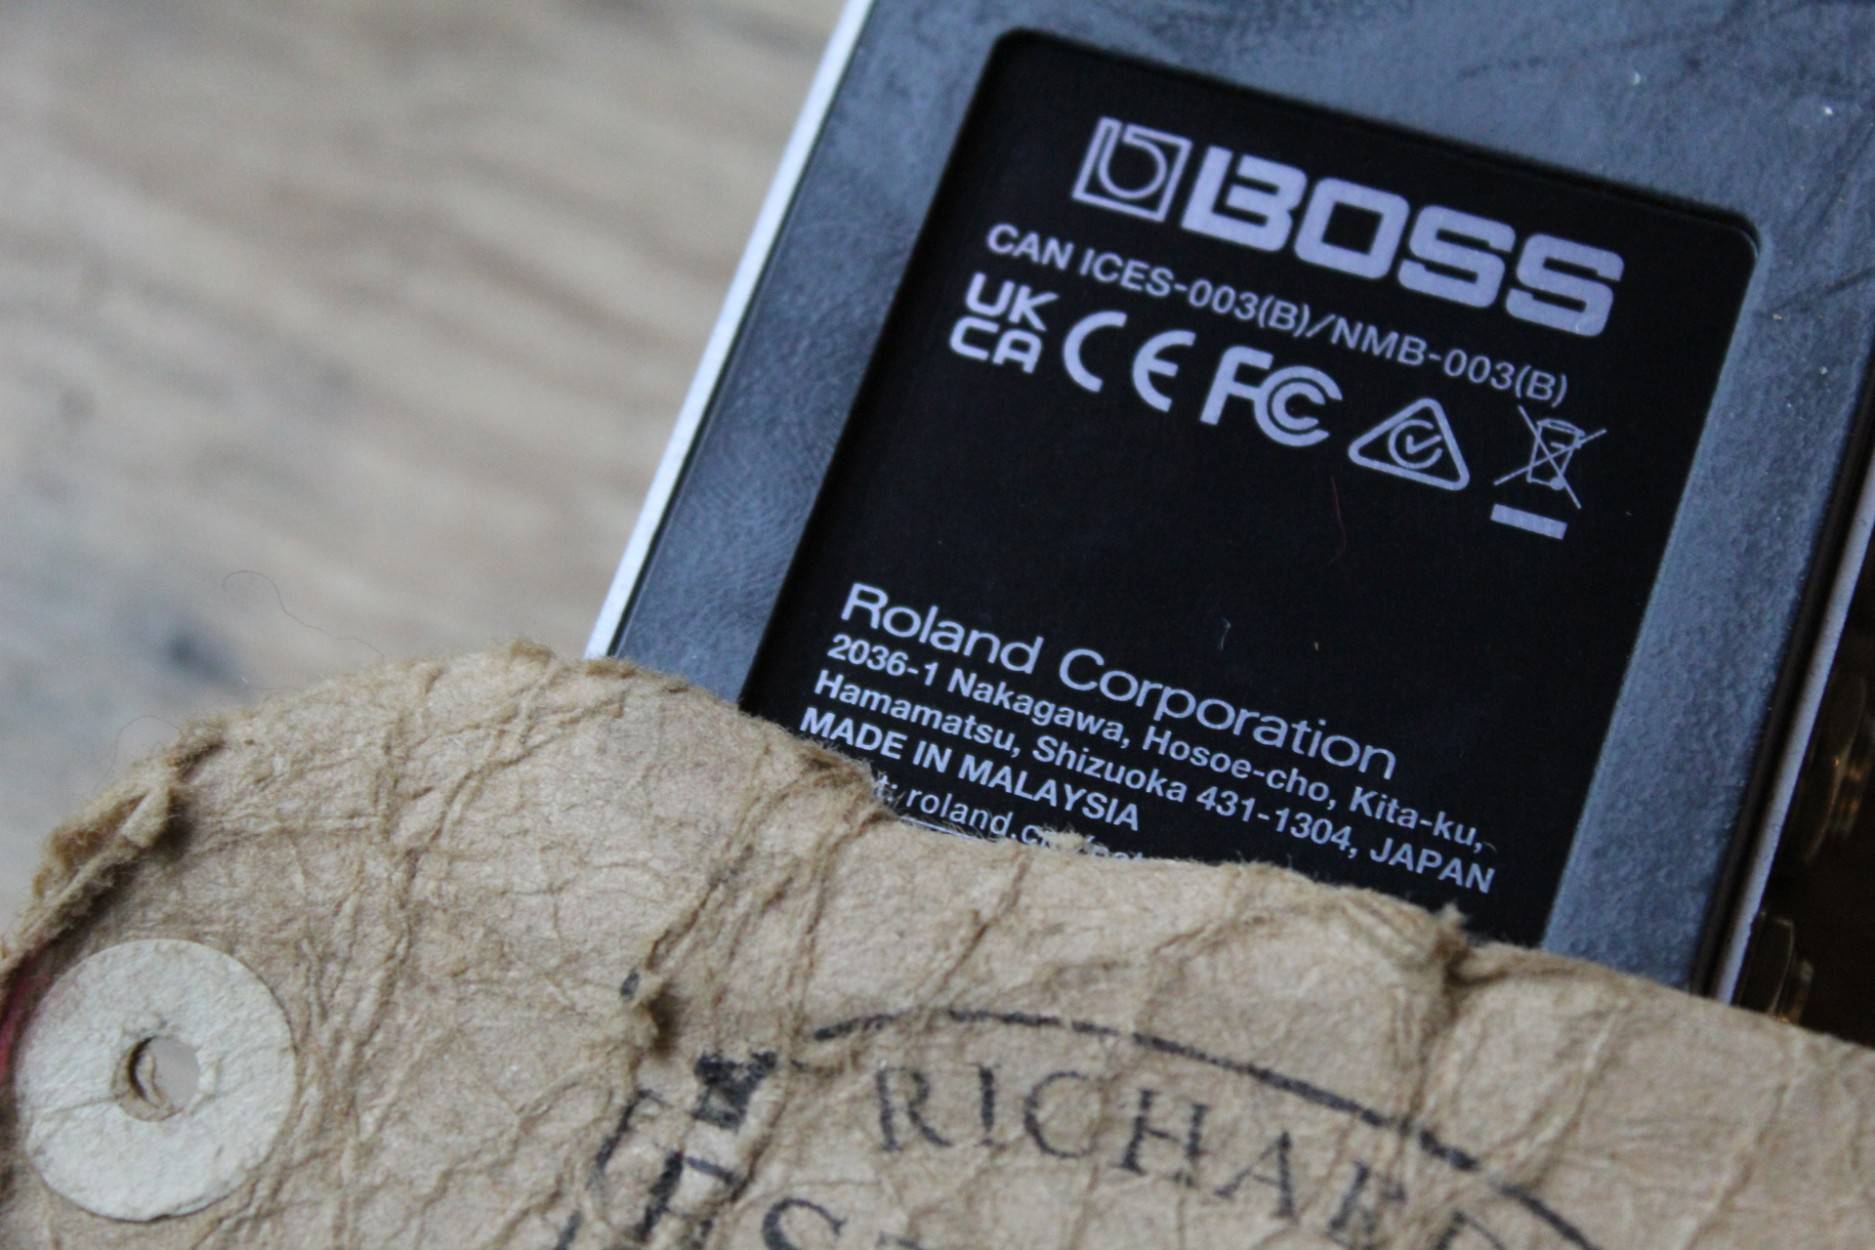 BOSS
CAN ICES-003(B)/NMB-003(B)
UK
CA CE FC
Roland Corporation
2036-1 Nakagawa, Hosoe-cho, Kita-ku,
Hamamatsu, Shizuoka 431-1304, JAPAN
MADE IN MALAYSIA
RICHAR